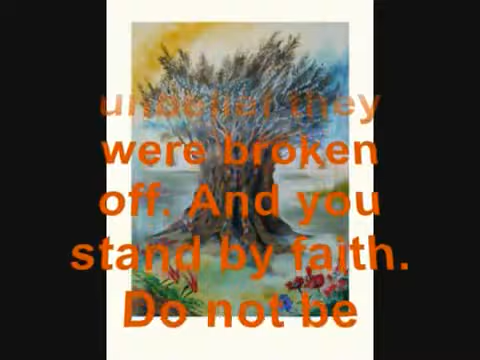 unbelief they
were broken
off. And you
stand by faith.
Do not be